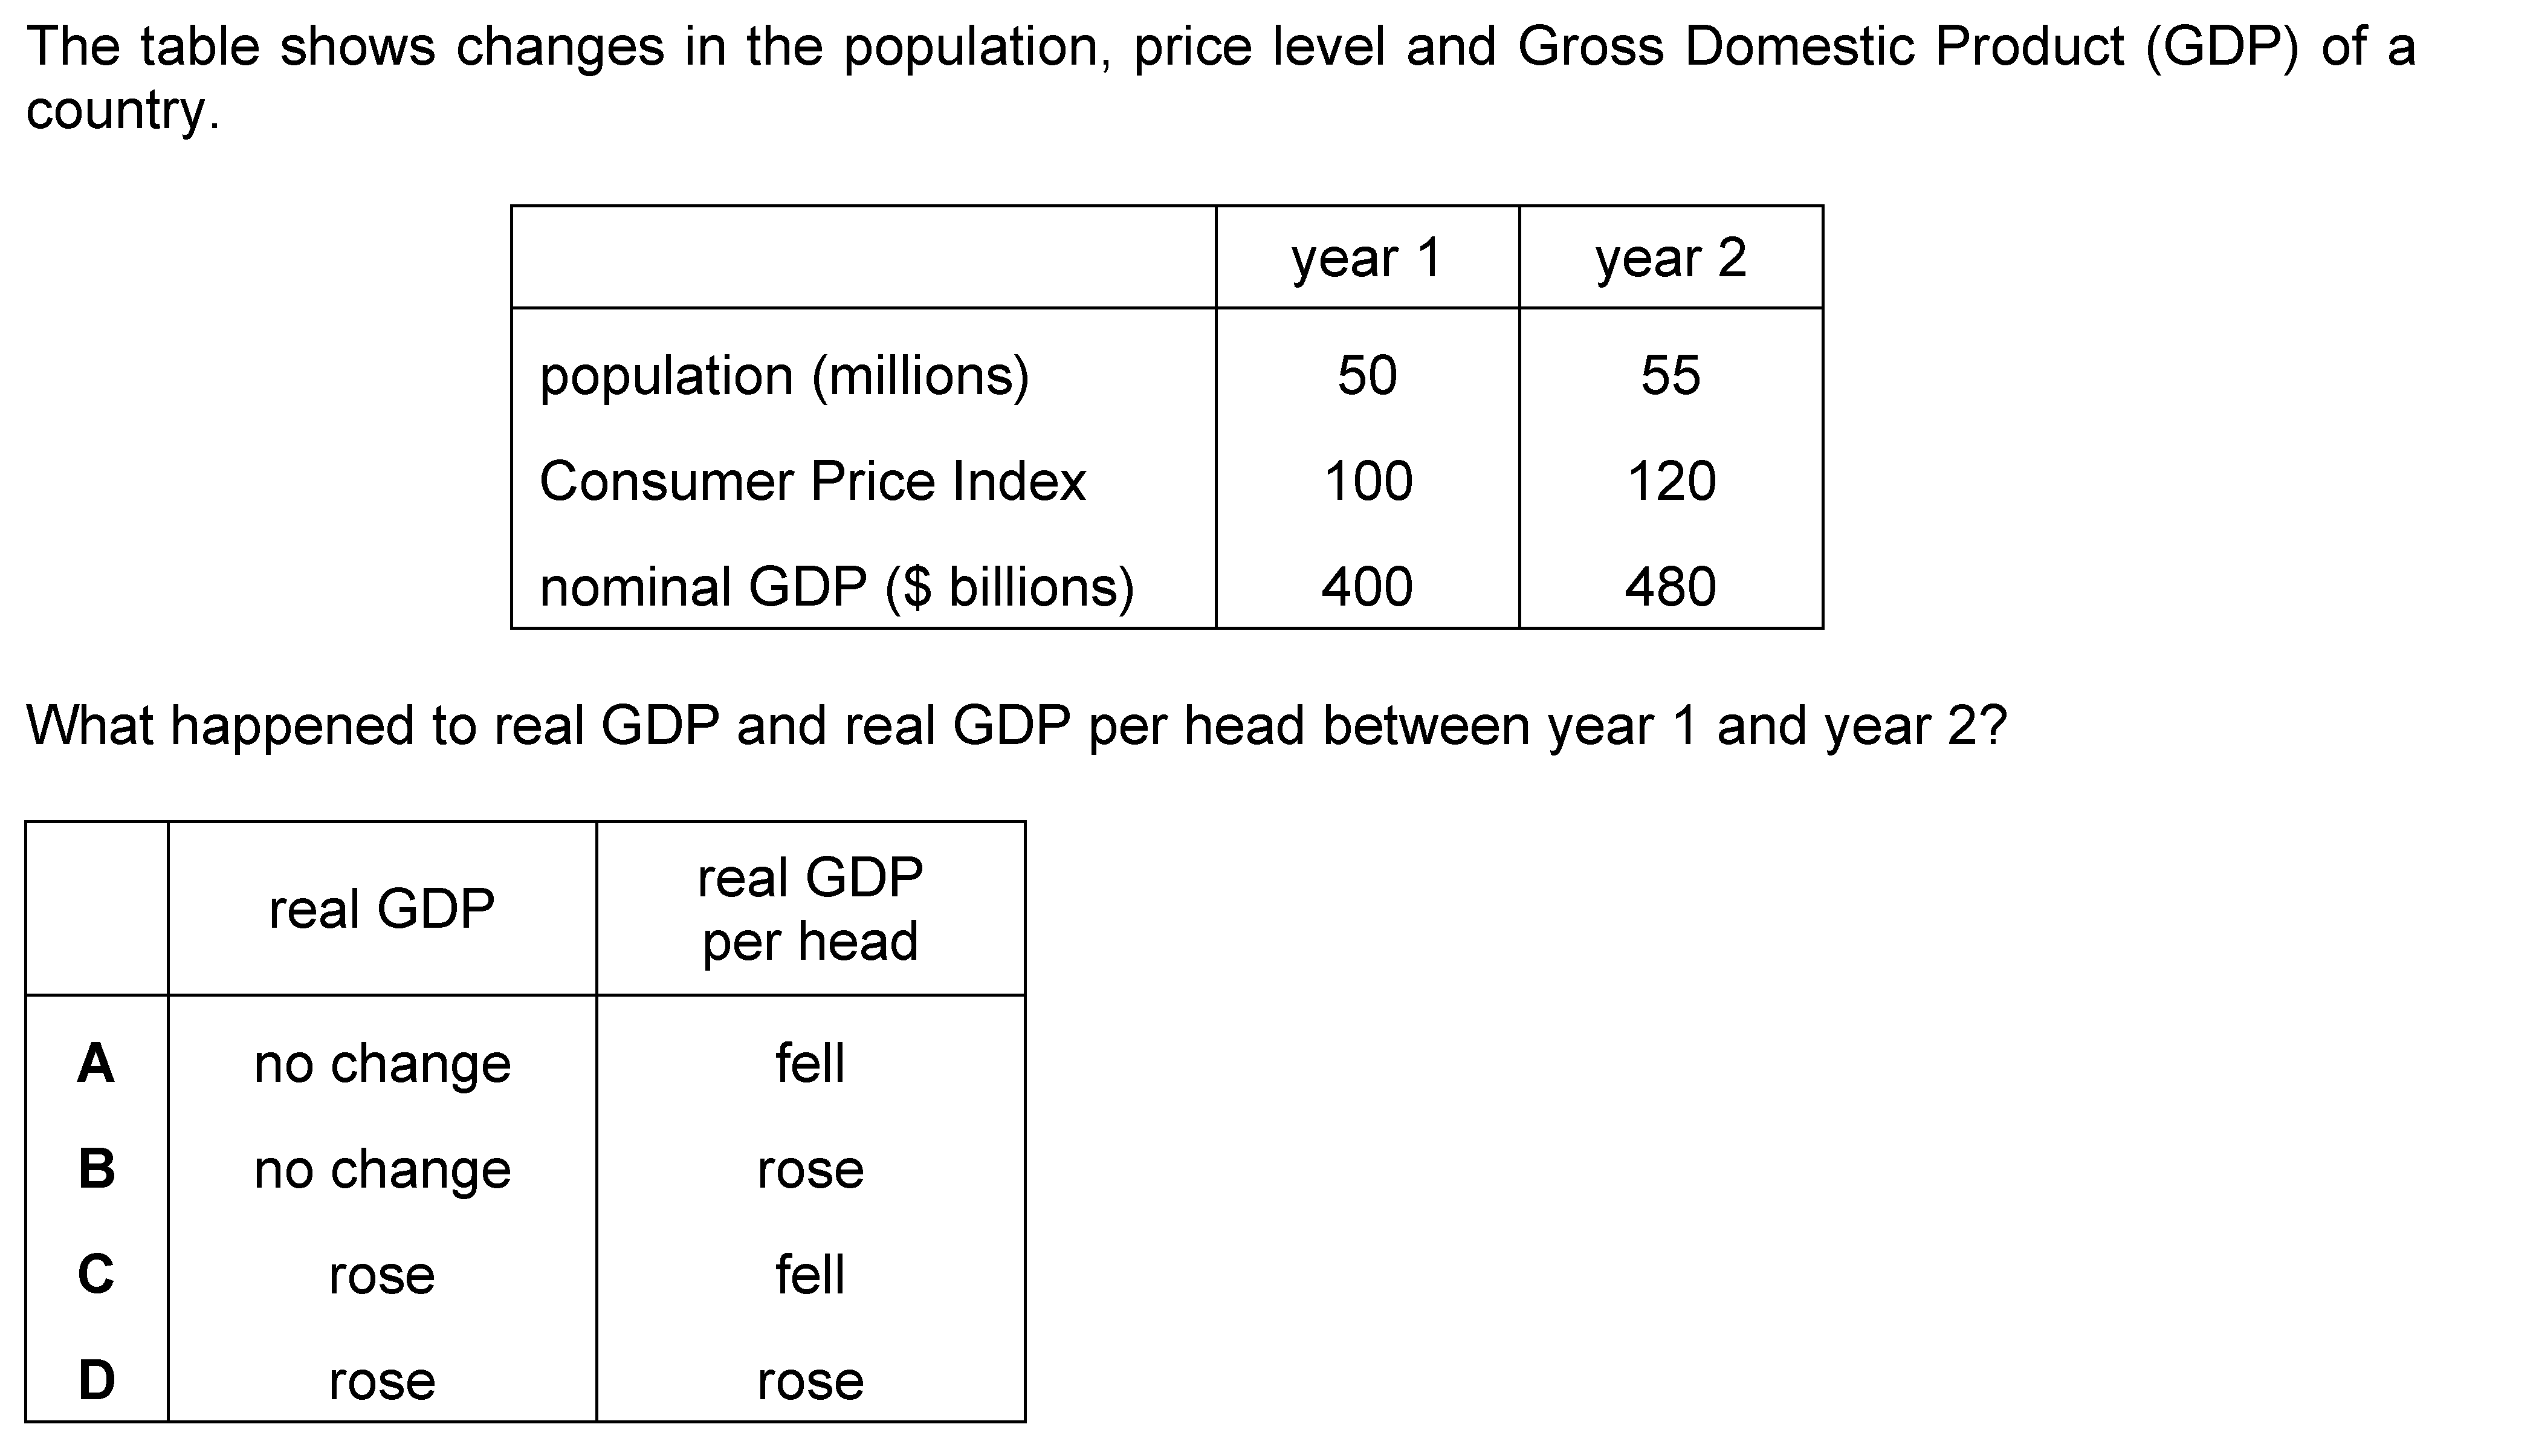 The table shows changes in the population, price level and Gross Domestic Product (GDP) of a
country.
year 1 year 2
population (millions) 50 55
Consumer Price Index 100 120
nominal GDP ($ billions) 400 480
What happened to real GDP and real GDP per head between year 1 and year 2?
real GDP real GDP
per head
A no change fell
B no change rose
C rose fell
D rose rose